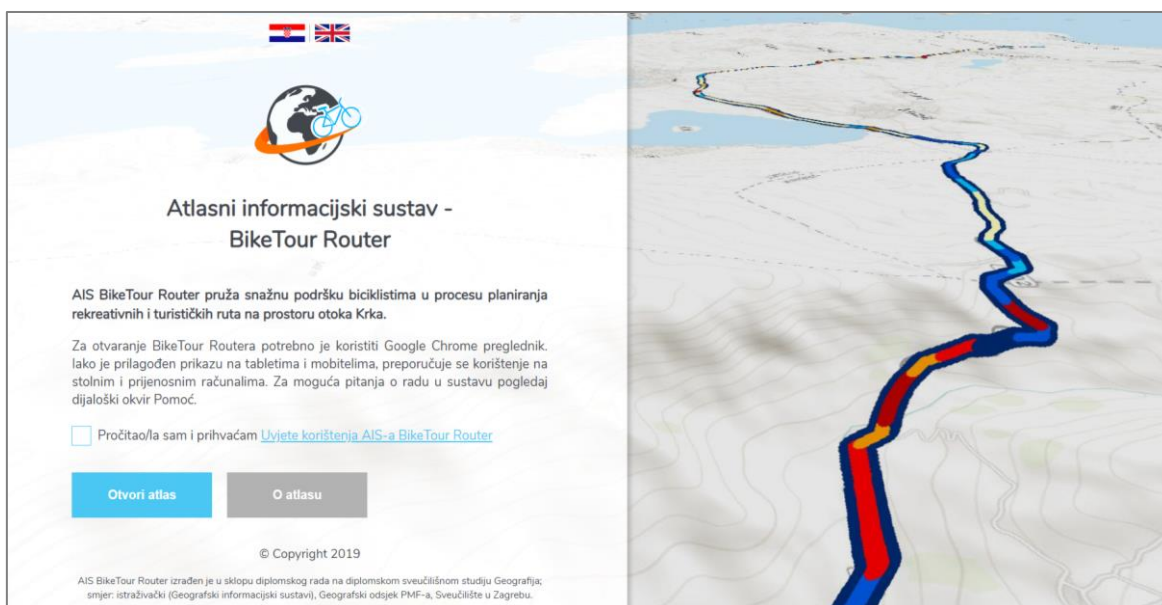 Atlasni informacijski sustav -
BikeTour Router
AIS BikeTour Router pruža snažnu podršku biciklistima u procesu planiranja
rekreativnih i turističkih ruta na prostoru otoka Krka.
Za otvaranje BikeTour Routera potrebno je koristiti Google Chrome preglednik.
Iako je prilagođen prikazu na tabletima i mobitelima, preporučuje se korištenje na
stolnim i prijenosnim računalima. Za moguća pitanja o radu u sustavu pogledaj
dijaloški okvir Pomoć.
Pročitao/la sam i prihvaćam Uvjete korištenja AIS-a BikeTour Router
Otvori atlas
O atlasu
© Copyright 2019
AIS BikeTour Router izrađen je u sklopu diplomskog rada na diplomskom sveučilišnom studiju Geografija;
smjer: istraživački (Geografski informacijski sustavi), Geografski odsjek PMF-a, Sveučilište u Zagrebu.